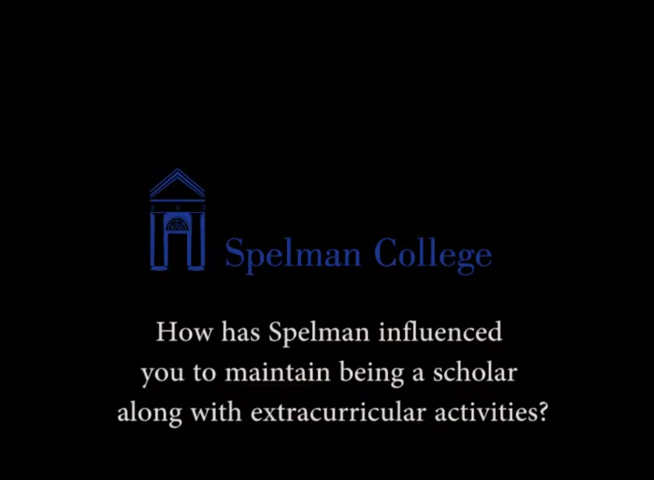 Spelman College
How has Spelman influenced
you to maintain being a scholar
along with extracurricular activities?